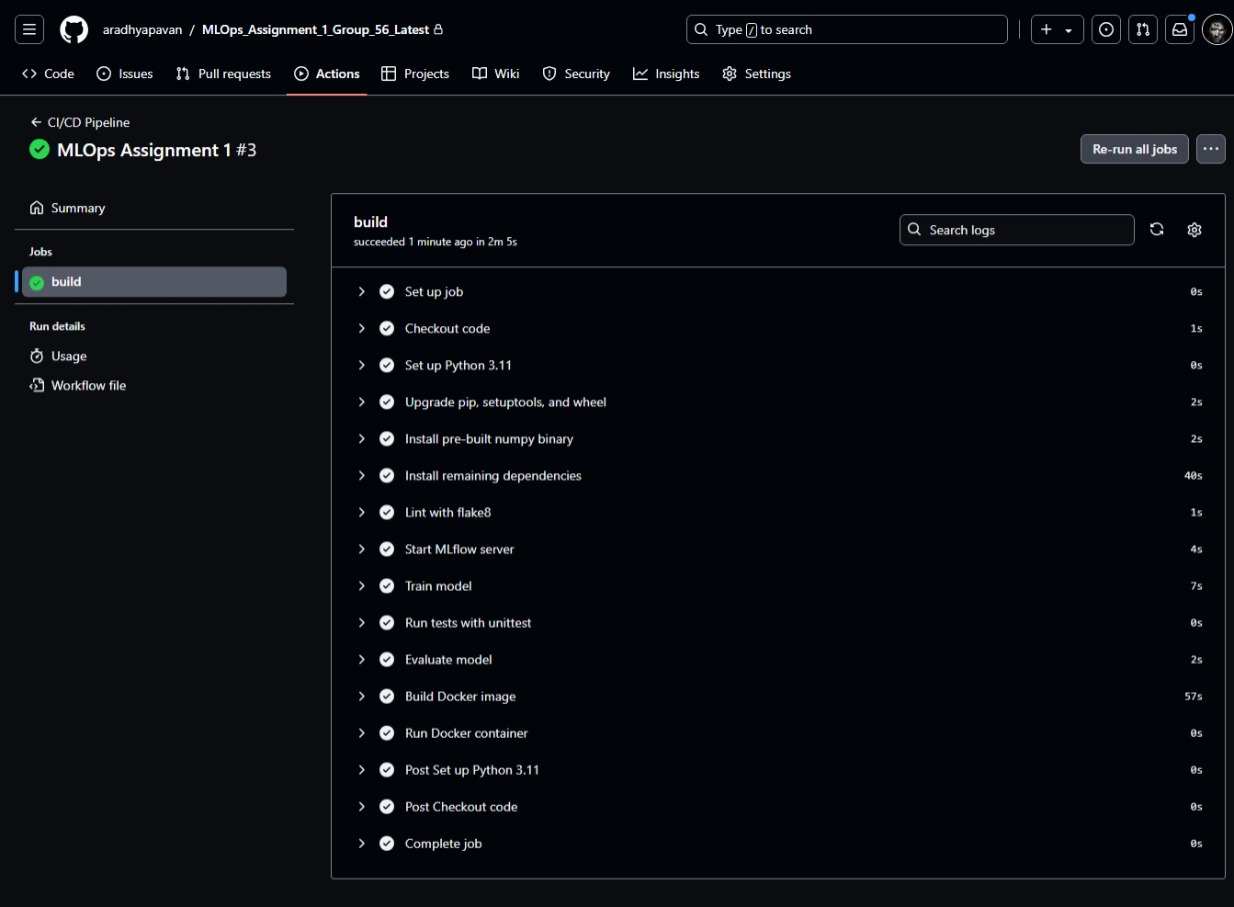 aradhyapavan / MLOps_Assignment_1_Group_56_Latest
Type / to search
Code Issues Pull requests Actions Projects Wiki Security Insights Settings
CI/CD Pipeline
MLOps Assignment 1 #3
Re-run all jobs
Summary
Jobs
build
Run details
Usage
Workflow file
build
succeeded 1 minute ago in 2m 5s
Search logs
Set up job 0s
Checkout code 1s
Set up Python 3.11 0s
Upgrade pip, setuptools, and wheel 2s
Install pre-built numpy binary 2s
Install remaining dependencies 40s
Lint with flake8 1s
Start MLflow server 4s
Train model 7s
Run tests with unittest 0s
Evaluate model 2s
Build Docker image 57s
Run Docker container 0s
Post Set up Python 3.11 0s
Post Checkout code 0s
Complete job 0s